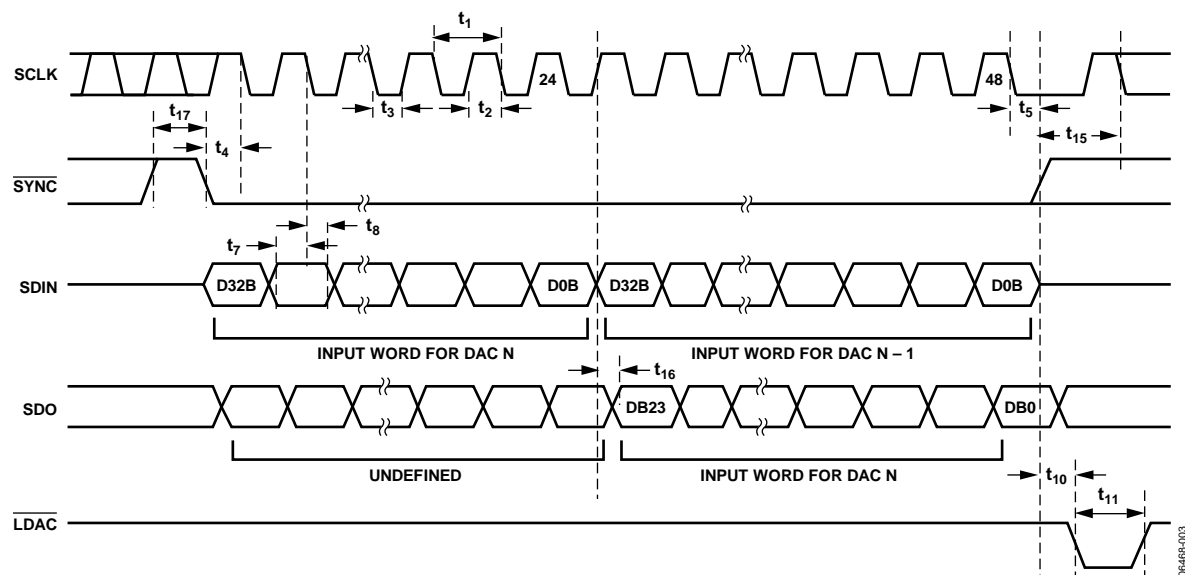 t1
SCLK
24
48
t3
t2
t5
t17
t4
t15
SYNC
t7
t8
SDIN
D32B
D0B
D32B
D0B
INPUT WORD FOR DAC N
INPUT WORD FOR DAC N – 1
t16
SDO
DB23
DB0
UNDEFINED
INPUT WORD FOR DAC N
t10
t11
LDAC
06468-003